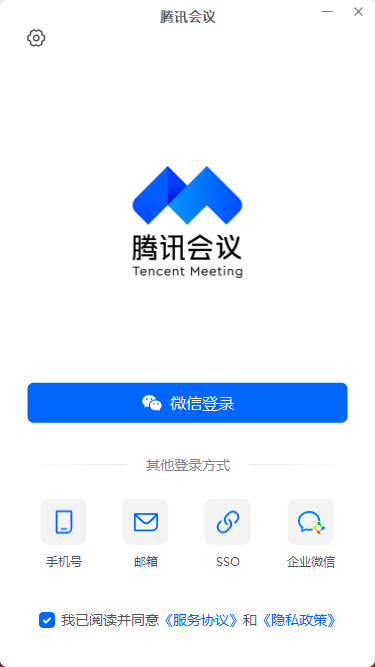 腾讯会议
腾讯会议
Tencent Meeting
微信登录
其他登录方式
手机号 邮箱 SSO 企业微信
我已阅读并同意《服务协议》和《隐私政策》